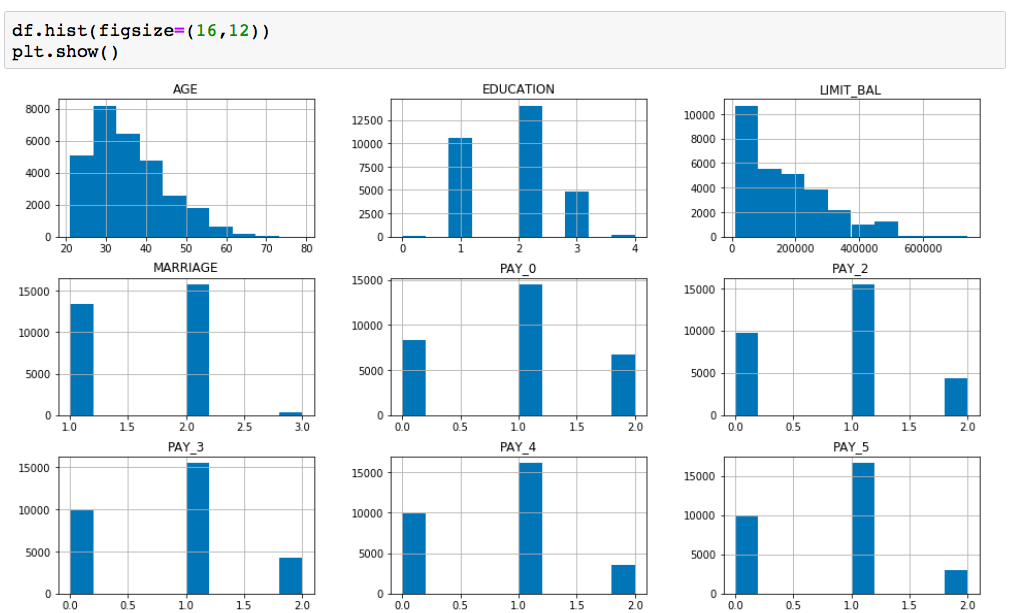 df.hist(figsize=(16,12))
plt.show()
AGE
8000
6000
4000
2000
0
20 30 40 50 60 70 80
EDUCATION
12500
10000
7500
5000
2500
0
0 1 2 3 4
LIMIT_BAL
10000
8000
6000
4000
2000
0
0 200000 400000 600000
MARRIAGE
15000
10000
5000
0
1.0 1.5 2.0 2.5 3.0
PAY_0
15000
10000
5000
0
0.0 0.5 1.0 1.5 2.0
PAY_2
15000
10000
5000
0
0.0 0.5 1.0 1.5 2.0
PAY_3
15000
10000
5000
0
0.0 0.5 1.0 1.5 2.0
PAY_4
15000
10000
5000
0
0.0 0.5 1.0 1.5 2.0
PAY_5
15000
10000
5000
0
0.0 0.5 1.0 1.5 2.0